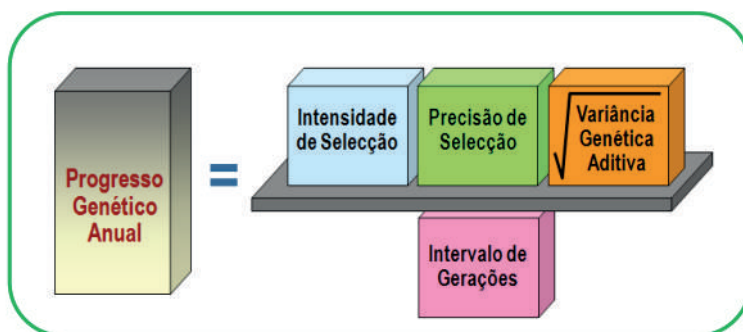 Progresso
Genético
Anual
=
Intensidade
de Selecção
Precisão de
Selecção
√
Variância
Genética
Aditiva
Intervalo de
Gerações